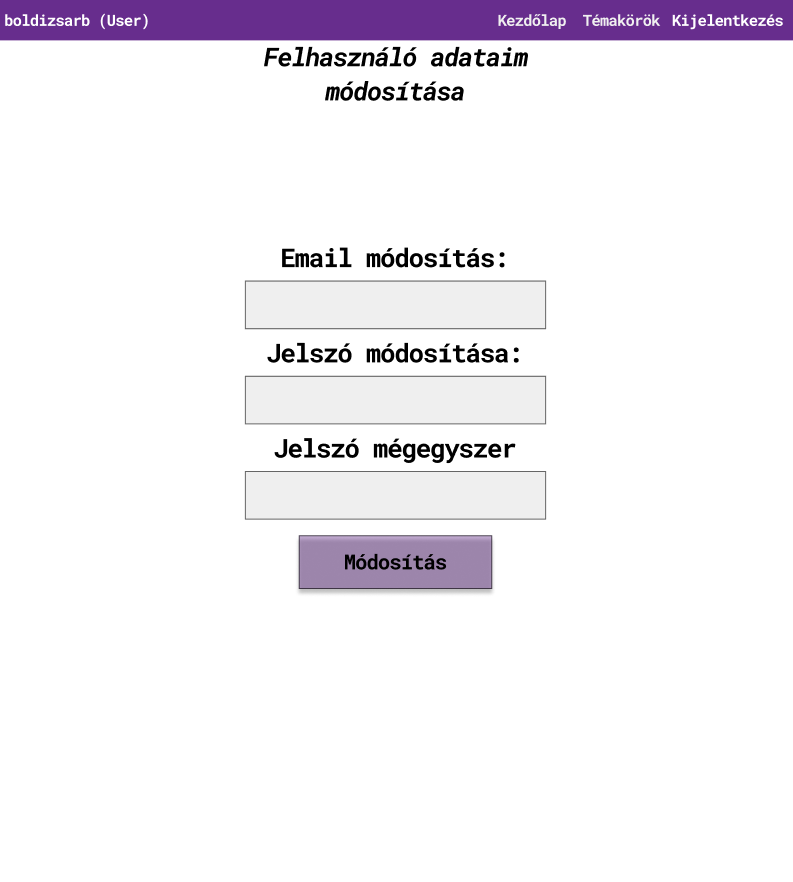 boldizsarb (User) Kezdőlap Témakörök Kijelentkezés
Felhasználó adataim
módosítása
Email módosítás:
Jelszó módosítása:
Jelszó mégegyszer
Módosítás